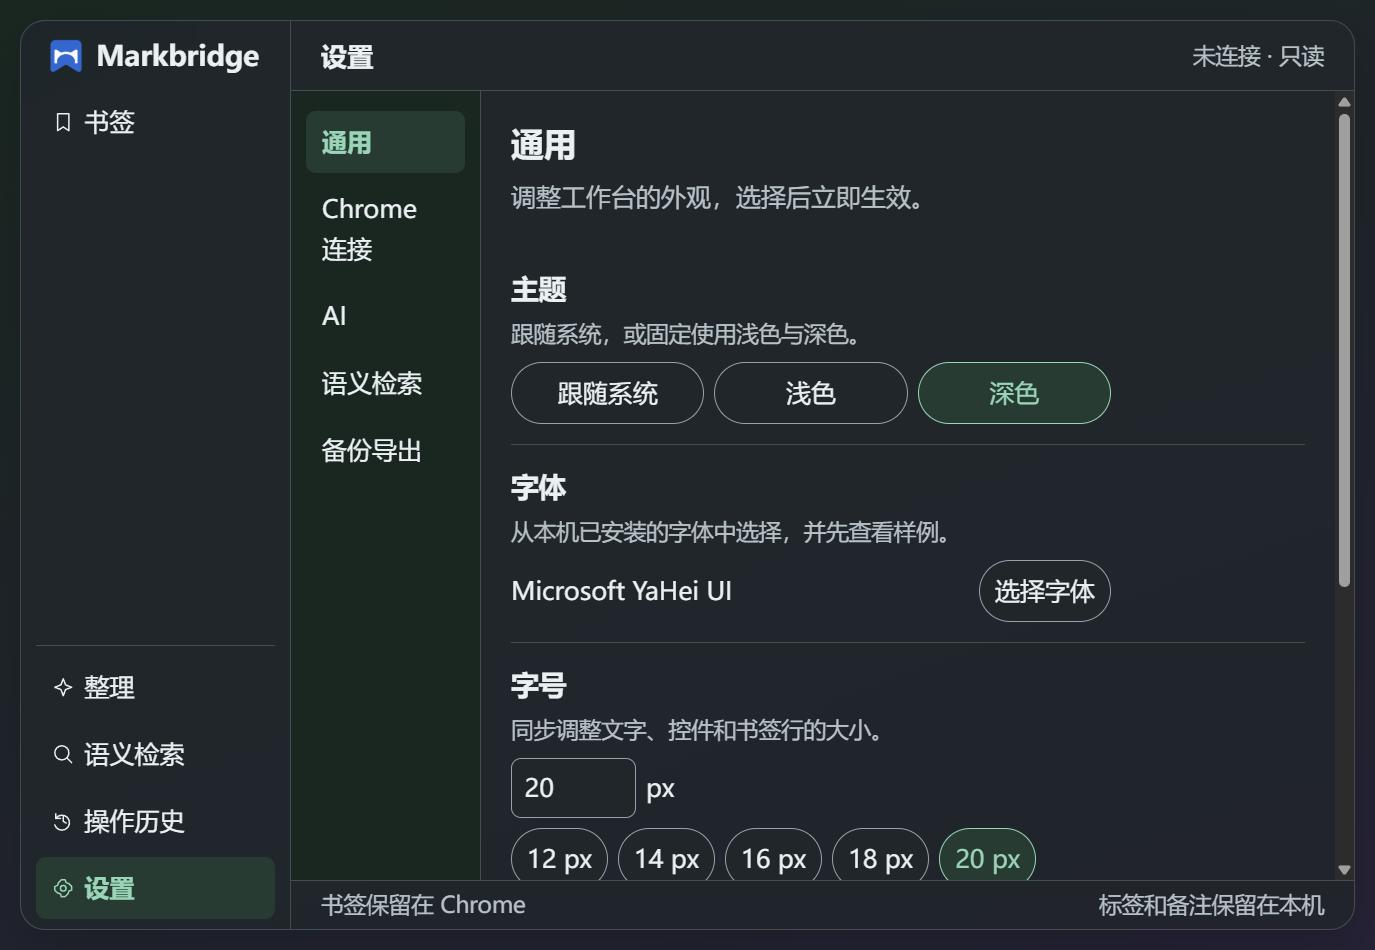 Markbridge
书签
整理
语义检索
操作历史
设置
设置
未连接 · 只读
通用
Chrome
连接
AI
语义检索
备份导出
通用
调整工作台的外观，选择后立即生效。
主题
跟随系统，或固定使用浅色与深色。
跟随系统 浅色 深色
字体
从本机已安装的字体中选择，并先查看样例。
Microsoft YaHei UI 选择字体
字号
同步调整文字、控件和书签行的大小。
20 px
12 px 14 px 16 px 18 px 20 px
书签保留在 Chrome
标签和备注保留在本机